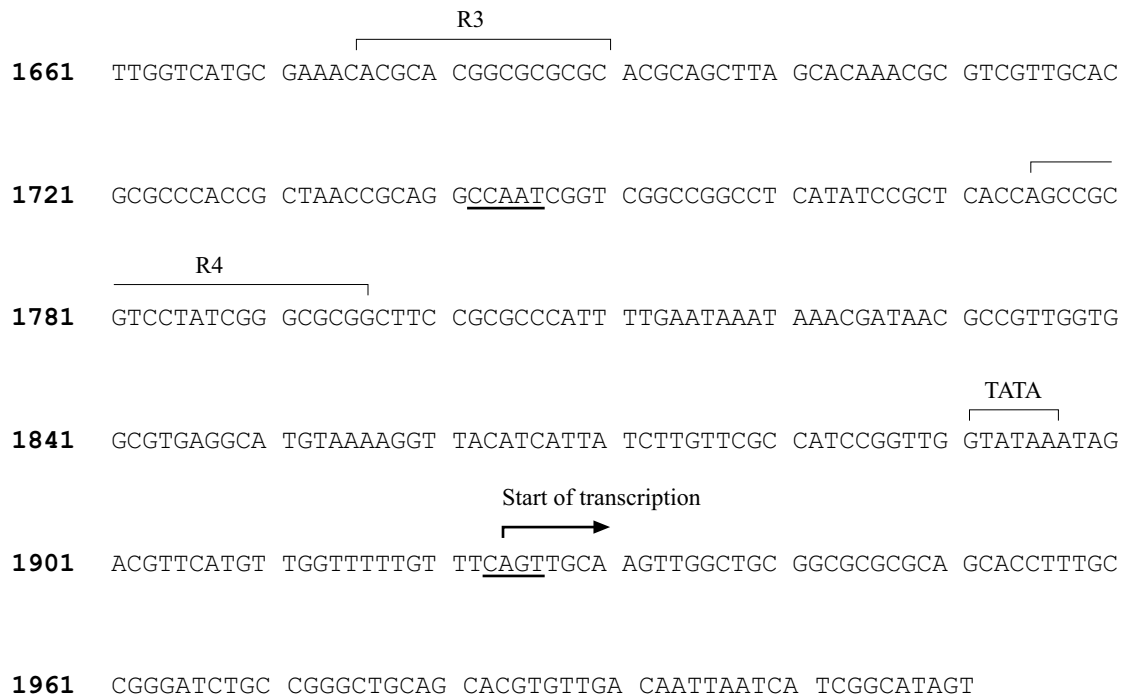 R3
1661 TTGGTCATGC GAAACACGCA CGGCGCGCGC ACGCAGCTTA GCACAAACGC GTCGTTGCAC
1721 GCGCCCACCG CTAACCGCAG GCCAATCGGT CGGCCGGCCT CATATCCGCT CACCAGCCGC
R4
1781 GTCCTATCGG GCGCGGCTTC CGCGCCCATT TTGAATAAAT AAACGATAAC GCCGTTGGTG
TATA
1841 GCGTGAGGCA TGTAAAAGGT TACATCATTA TCTTGTTCGC CATCCGGTTG GTATAAATAG
Start of transcription
1901 ACGTTCATGT TGGTTTTTGT TTCAGTTGCA AGTTGGCTGC GGCGCGCGCA GCACCTTTGC
1961 CGGGATCTGC CGGGCTGCAG CACGTGTTGA CAATTAATCA TCGGCATAGT